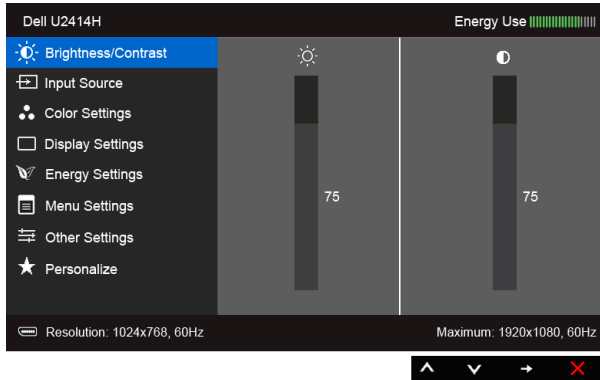 Dell U2414H
Energy Use
Brightness/Contrast
Input Source
Color Settings
Display Settings
Energy Settings
Menu Settings
Other Settings
Personalize
75
75
Resolution: 1024x768, 60Hz
Maximum: 1920x1080, 60Hz